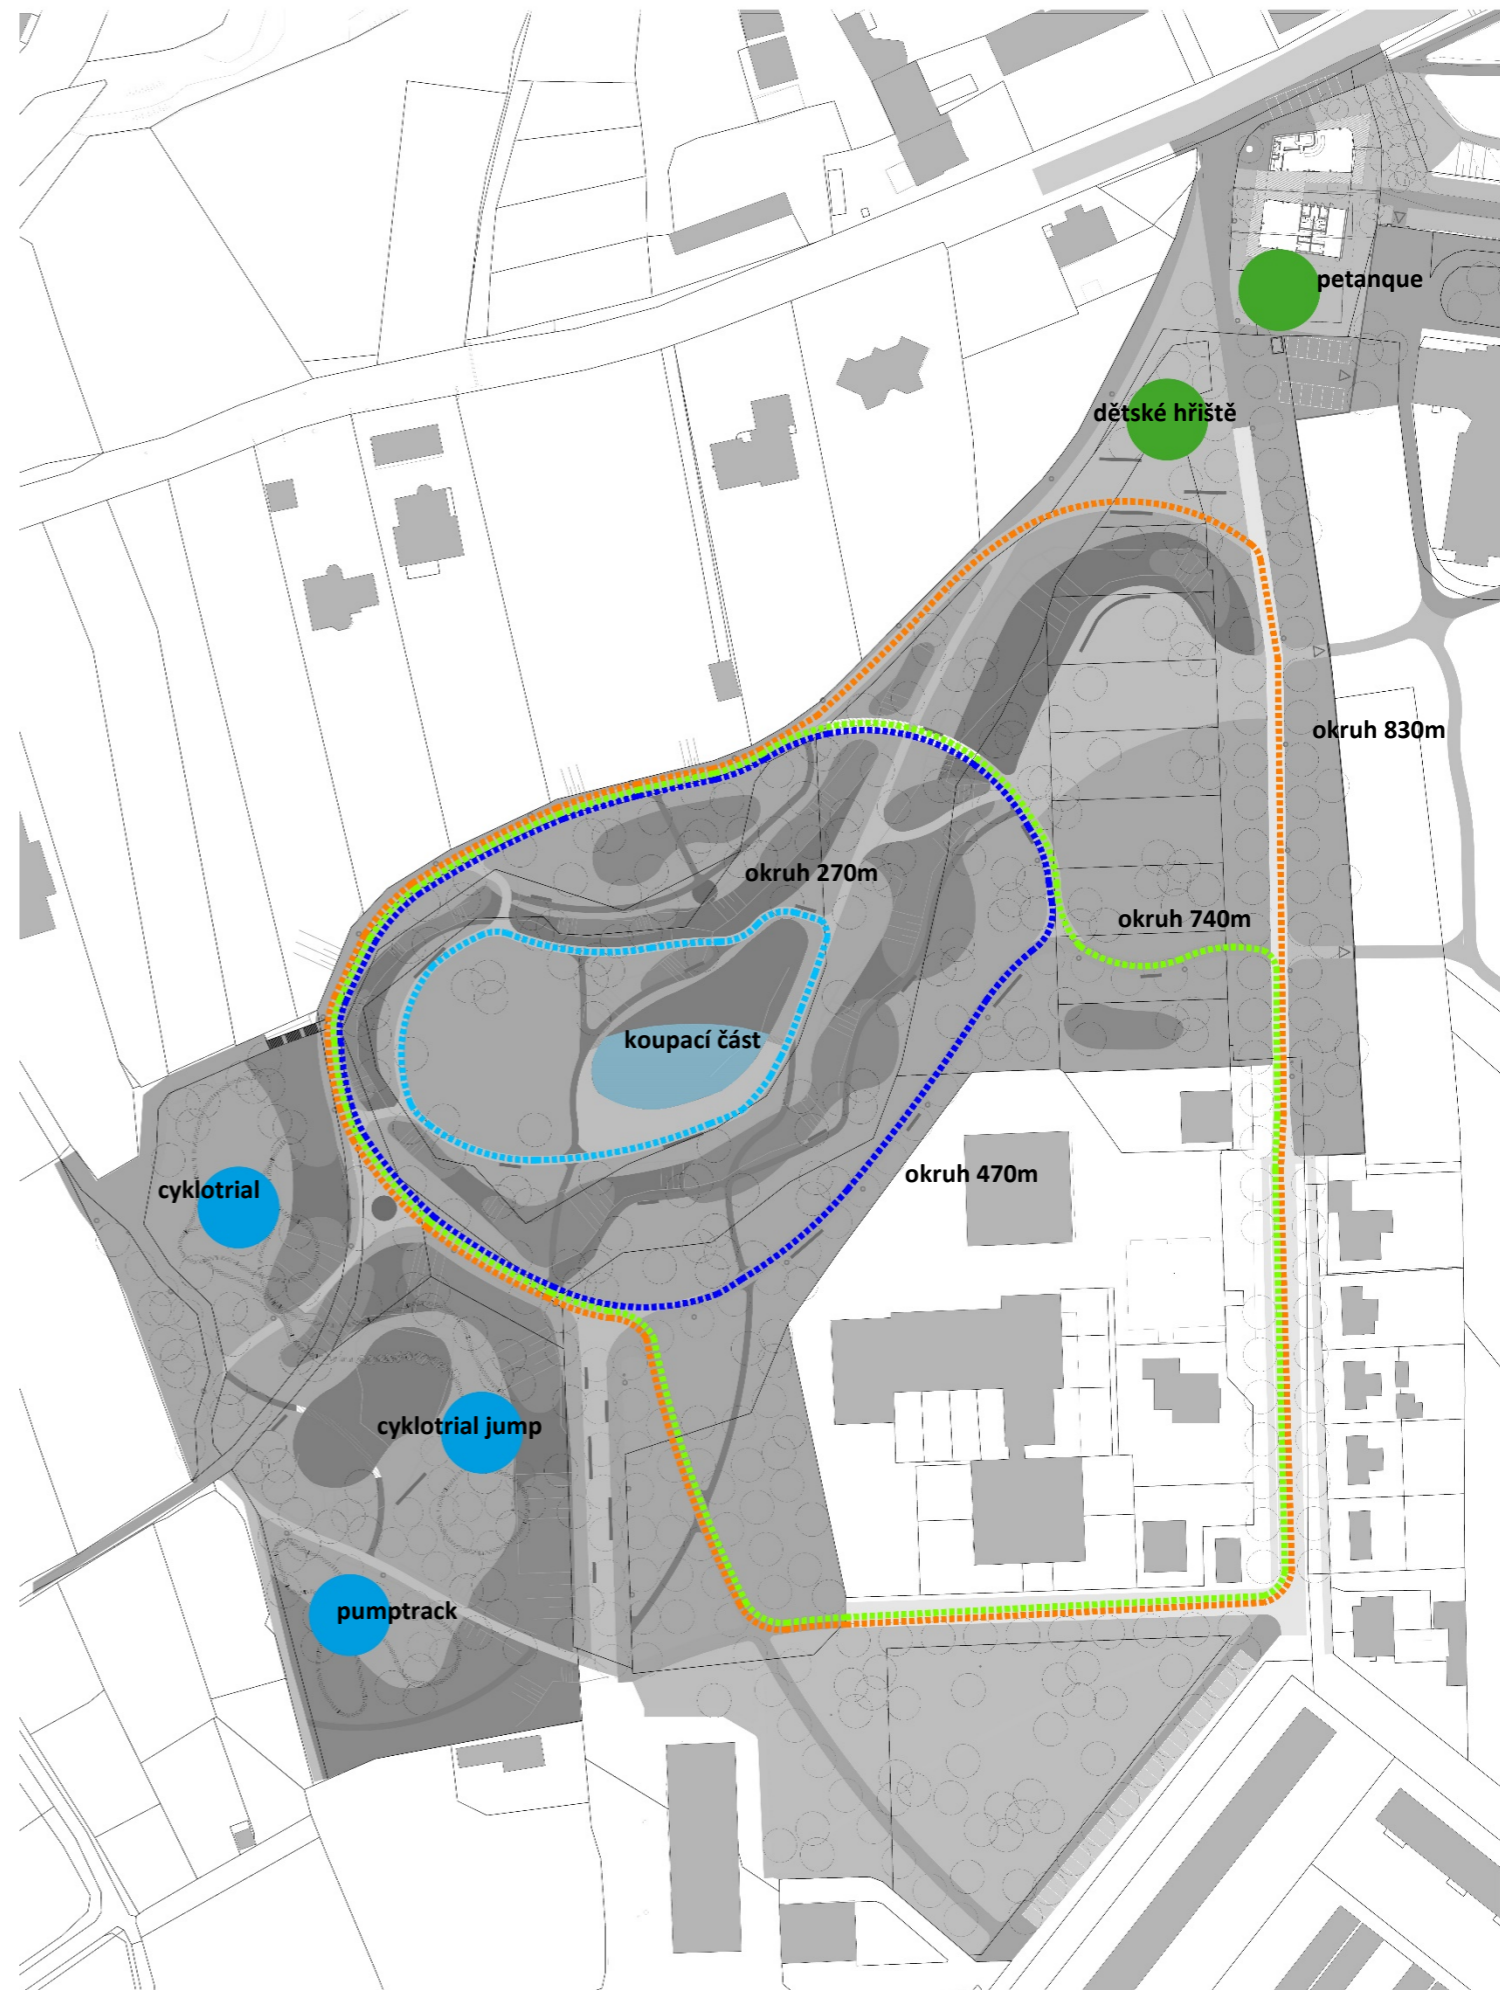 petanque
dětské hřiště
okruh 830m
okruh 270m
okruh 740m
koupací část
okruh 470m
cyklotrial
cyklotrial jump
pumptrack